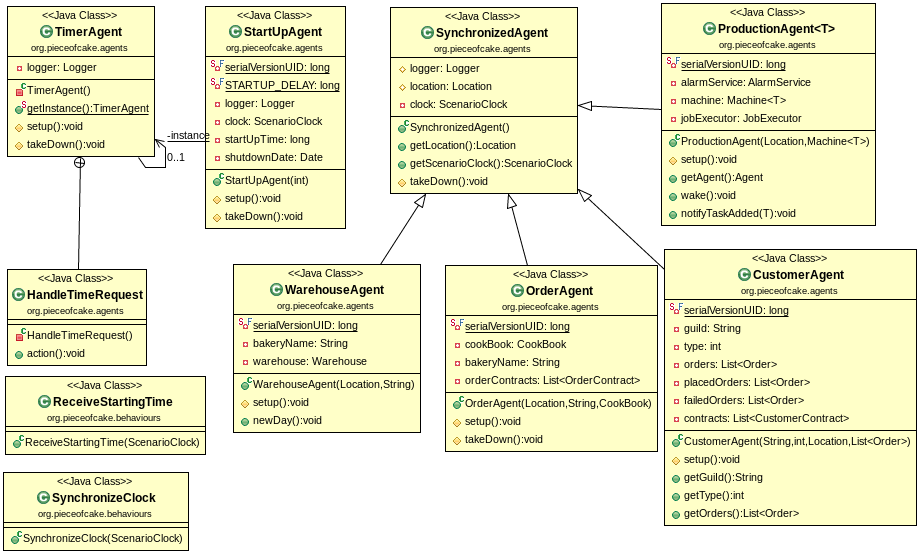 <<Java Class>>
TimerAgent
org.pieceofcake.agents
logger: Logger
TimerAgent()
getInstance():TimerAgent
setup():void
takeDown():void
<<Java Class>>
StartUpAgent
org.pieceofcake.agents
serialVersionUID: long
STARTUP_DELAY: long
logger: Logger
clock: ScenarioClock
startUpTime: long
shutdownDate: Date
StartUpAgent(int)
setup():void
takeDown():void
-instance
0..1
<<Java Class>>
SynchronizedAgent
org.pieceofcake.agents
logger: Logger
location: Location
clock: ScenarioClock
SynchronizedAgent()
getLocation():Location
getScenarioClock():ScenarioClock
takeDown():void
<<Java Class>>
ProductionAgent<T>
org.pieceofcake.agents
serialVersionUID: long
alarmService: AlarmService
machine: Machine<T>
jobExecutor: JobExecutor
ProductionAgent(Location,Machine<T>)
setup():void
getAgent():Agent
wake():void
notifyTaskAdded(T):void
<<Java Class>>
HandleTimeRequest
org.pieceofcake.agents
HandleTimeRequest()
action():void
<<Java Class>>
WarehouseAgent
org.pieceofcake.agents
serialVersionUID: long
bakeryName: String
warehouse: Warehouse
WarehouseAgent(Location,String)
setup():void
newDay():void
<<Java Class>>
OrderAgent
org.pieceofcake.agents
serialVersionUID: long
cookBook: CookBook
bakeryName: String
orderContracts: List<OrderContract>
OrderAgent(Location,String,CookBook)
setup():void
takeDown():void
<<Java Class>>
CustomerAgent
org.pieceofcake.agents
serialVersionUID: long
guild: String
type: int
orders: List<Order>
placedOrders: List<Order>
failedOrders: List<Order>
contracts: List<CustomerContract>
CustomerAgent(String,int,Location,List<Order>)
setup():void
getGuild():String
getType():int
getOrders():List<Order>
<<Java Class>>
ReceiveStartingTime
org.pieceofcake.behaviours
ReceiveStartingTime(ScenarioClock)
<<Java Class>>
SynchronizeClock
org.pieceofcake.behaviours
SynchronizeClock(ScenarioClock)